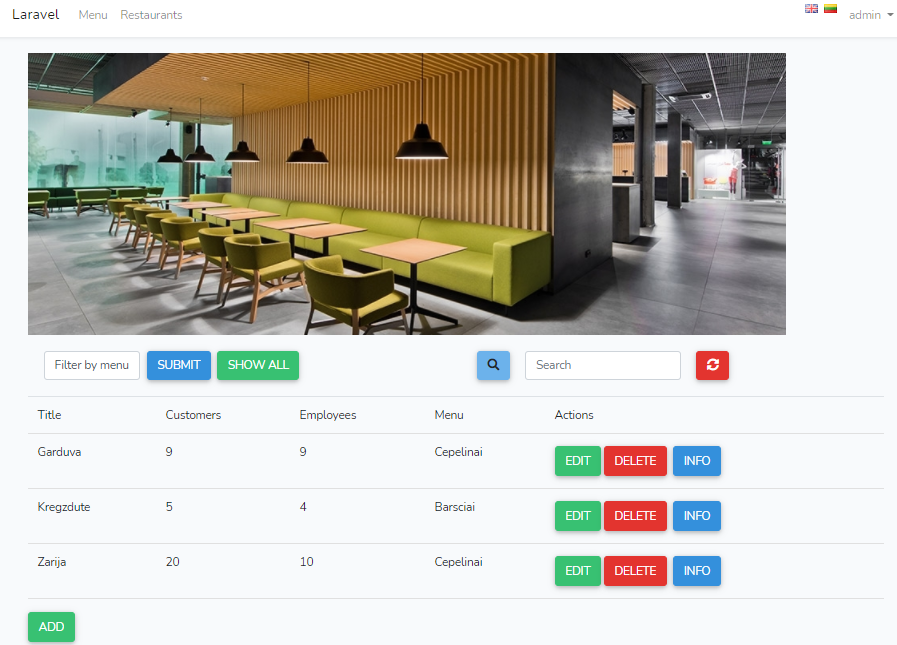 Laravel Menu Restaurants admin
Filter by menu SUBMIT SHOW ALL Search
Title Customers Employees Menu Actions
Garduva 9 9 Cepelinai EDIT DELETE INFO
Kregzdute 5 4 Barsciai EDIT DELETE INFO
Zarija 20 10 Cepelinai EDIT DELETE INFO
ADD